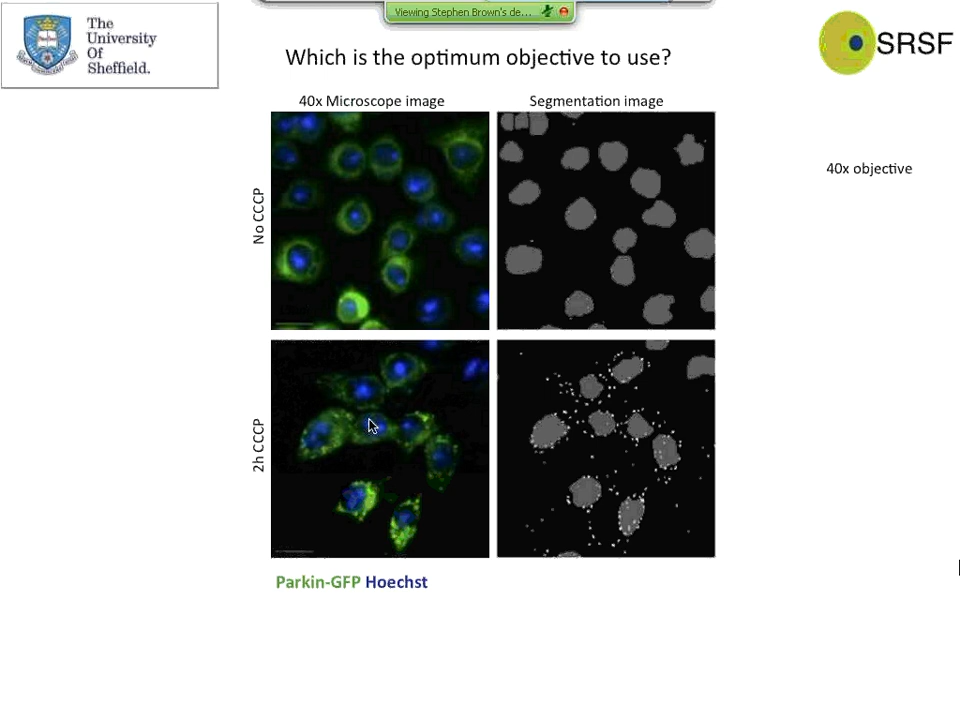 Viewing Stephen Brown's de...
The
University
Of
Sheffield.
SRSF
Which is the optimum objective to use?
40x Microscope image
Segmentation image
40x objective
No CCCP
2h CCCP
Parkin-GFP Hoechst